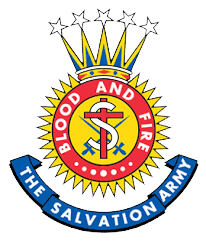 BLOOD AND FIRE
S
THE SALVATION ARMY